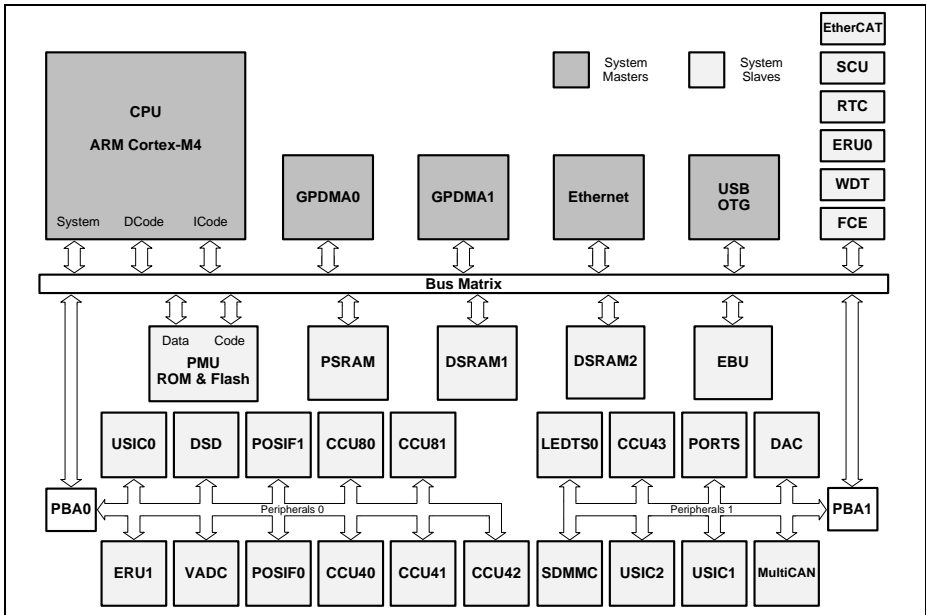 EtherCAT
CPU
ARM Cortex-M4
System
DCode
ICode
System
Masters
System
Slaves
SCU
RTC
ERU0
WDT
FCE
GPDMA0
GPDMA1
Ethernet
USB
OTG
Bus Matrix
Data
Code
PMU
ROM & Flash
PSRAM
DSRAM1
DSRAM2
EBU
USIC0
DSD
POSIF1
CCU80
CCU81
LEDTS0
CCU43
PORTS
DAC
PBA0
Peripherals 0
Peripherals 1
PBA1
ERU1
VADC
POSIF0
CCU40
CCU41
CCU42
SDMMC
USIC2
USIC1
MultiCAN